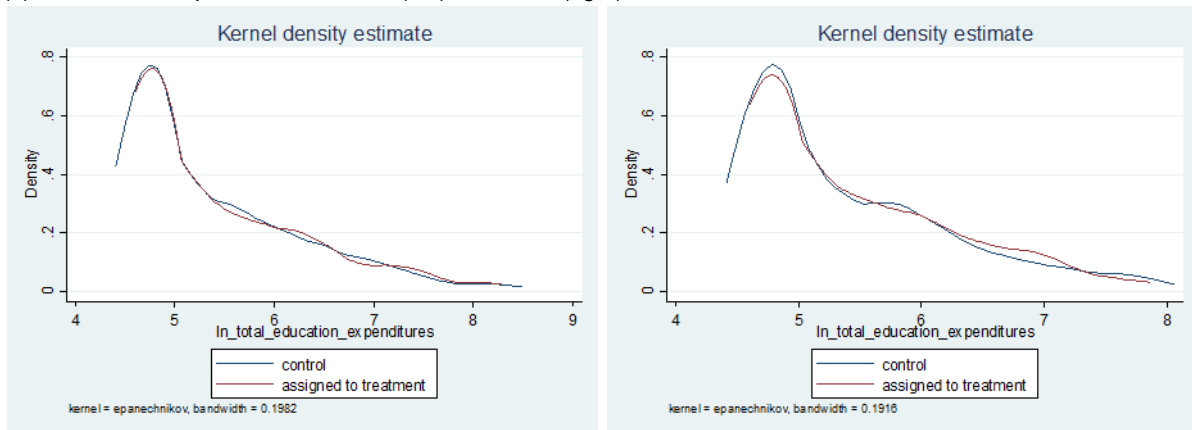 Kernel density estimate
.8
.6
Density
.4
.2
0
4 5 6 7 8 9
ln_total_education_expenditures
control
assigned to treatment
kernel = epanechnikov, bandwidth = 0.1982
Kernel density estimate
.8
.6
Density
.4
.2
0
4 5 6 7 8
ln_total_education_expenditures
control
assigned to treatment
kernel = epanechnikov, bandwidth = 0.1916